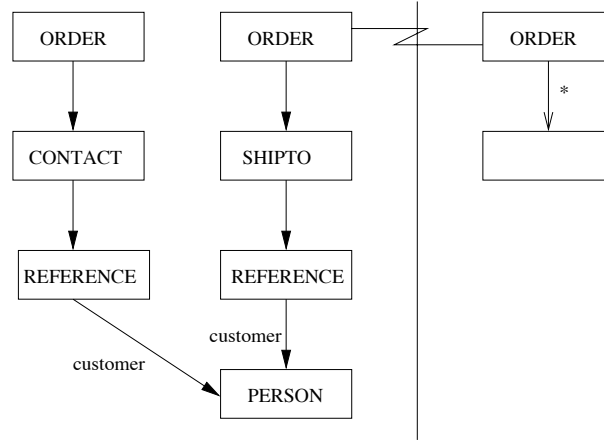 ORDER
ORDER
ORDER
*
CONTACT
SHIPTO
REFERENCE
REFERENCE
customer
customer
PERSON